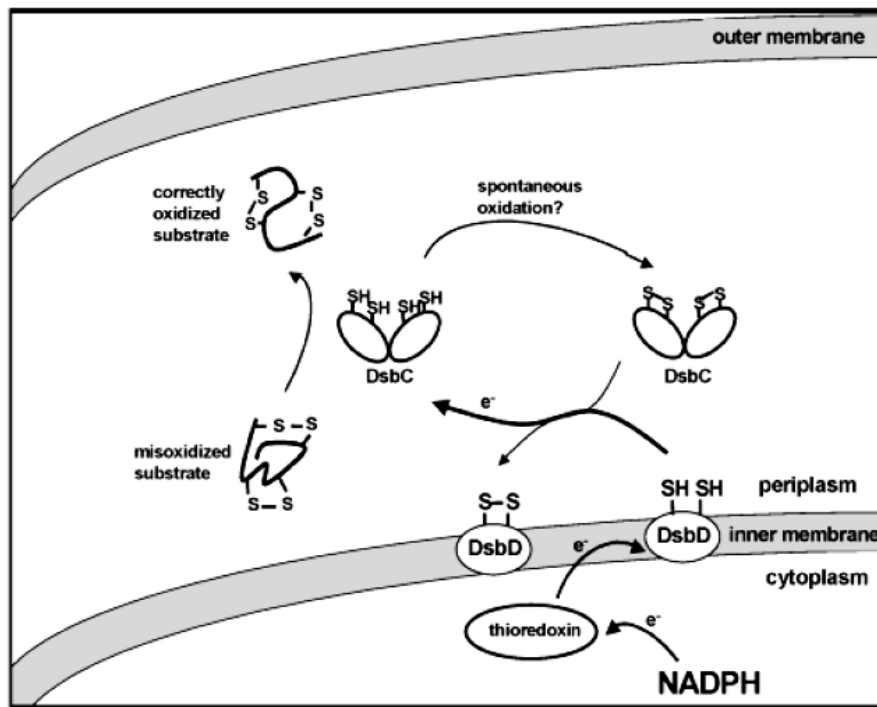 outer membrane
correctly
oxidized
substrate
S
S
S
S
spontaneous
oxidation?
SH
SH
SH
SH
DsbC
S
S
S
S
DsbC
e-
misoxidized
substrate
S – S
S – S
S–S
DsbD
SH SH
DsbD
periplasm
inner membrane
cytoplasm
e-
thioredoxin
e-
NADPH